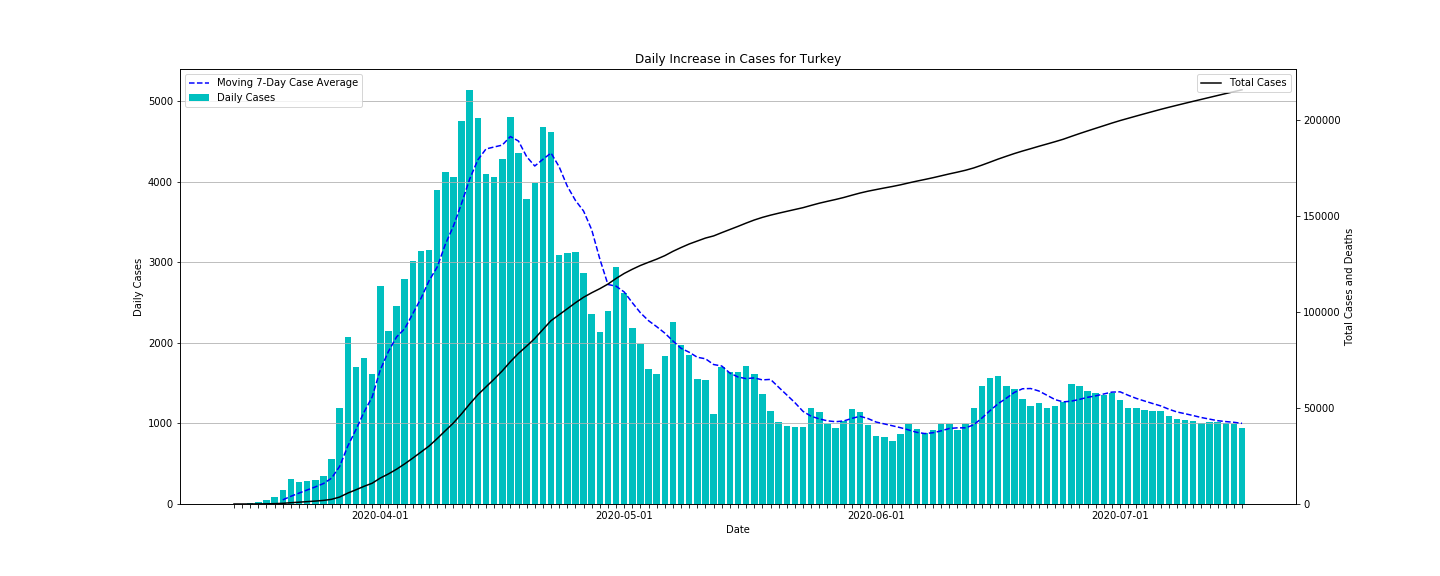 Daily Increase in Cases for Turkey
Moving 7-Day Case Average
Daily Cases
Total Cases
5000
4000
3000
2000
1000
0
Daily Cases
200000
150000
100000
50000
0
Total Cases and Deaths
2020-04-01 2020-05-01 2020-06-01 2020-07-01
Date